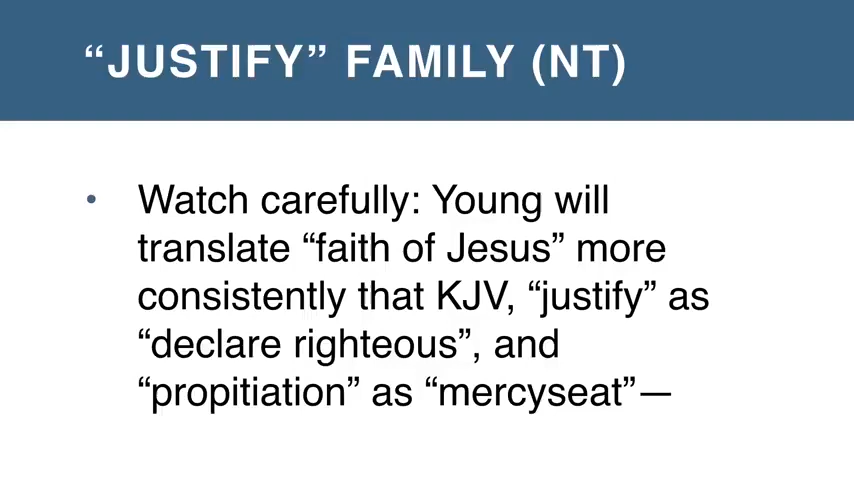 “JUSTIFY” FAMILY (NT)
• Watch carefully: Young will
translate “faith of Jesus” more
consistently that KJV, “justify” as
“declare righteous”, and
“propitiation” as “mercyseat”—